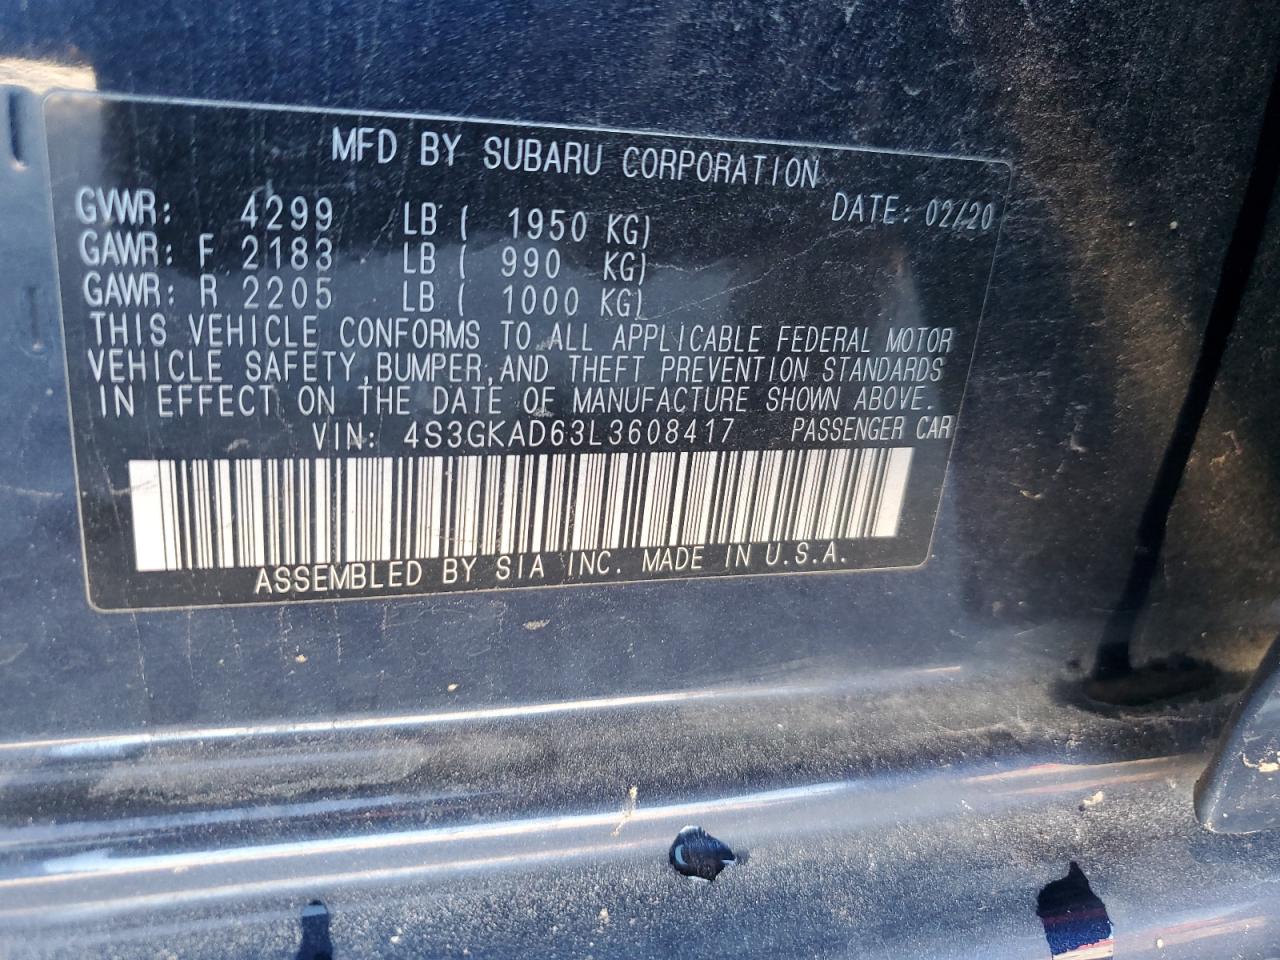 MFD BY SUBARU CORPORATION
GVWR: 4299 LB ( 1950 KG) DATE: 02/20
GAWR: F 2183 LB ( 990 KG)
GAWR: R 2205 LB ( 1000 KG)
THIS VEHICLE CONFORMS TO ALL APPLICABLE FEDERAL MOTOR
VEHICLE SAFETY, BUMPER, AND THEFT PREVENTION STANDARDS
IN EFFECT ON THE DATE OF MANUFACTURE SHOWN ABOVE.
VIN: 4S3GKAD63L3608417 PASSENGER CAR
ASSEMBLED BY SIA INC. MADE IN U.S.A.